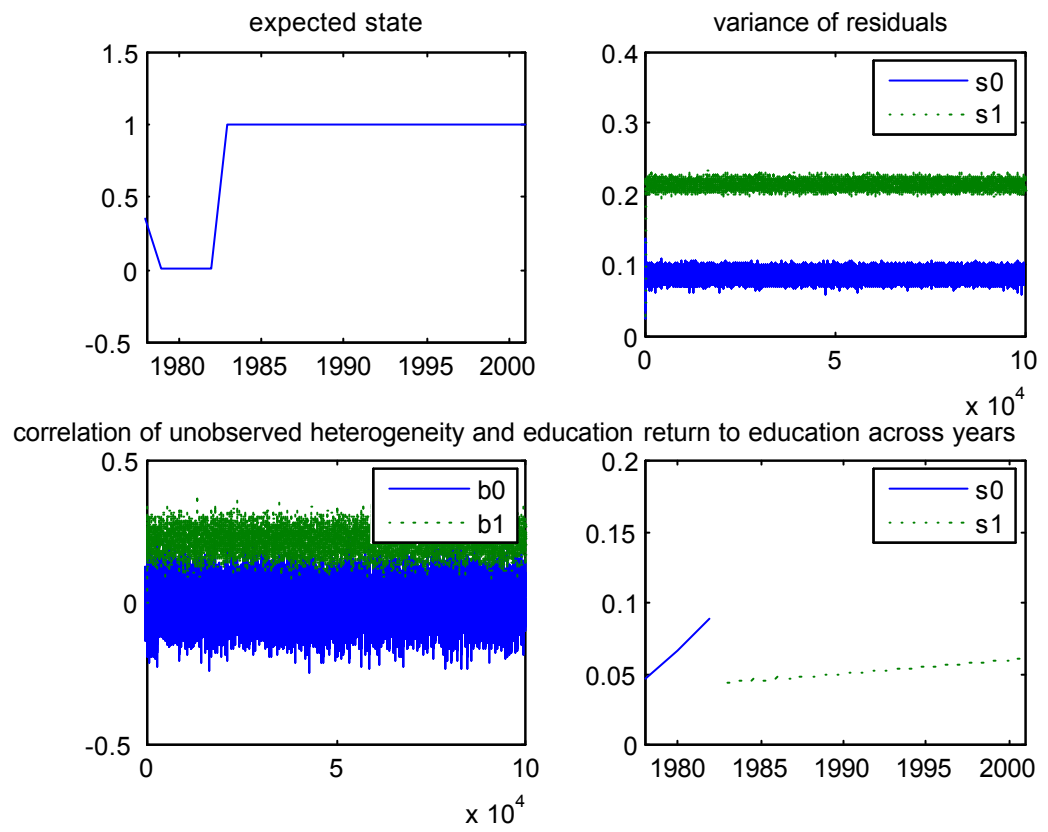 expected state
1.5
1
0.5
0
-0.5
1980 1985 1990 1995 2000
variance of residuals
0.4
0.3
0.2
0.1
0
0 5 10
x 10^4
s0
s1
correlation of unobserved heterogeneity and education
0.5
0
-0.5
0 5 10
x 10^4
b0
b1
return to education across years
0.2
0.15
0.1
0.05
0
1980 1985 1990 1995 2000
s0
s1